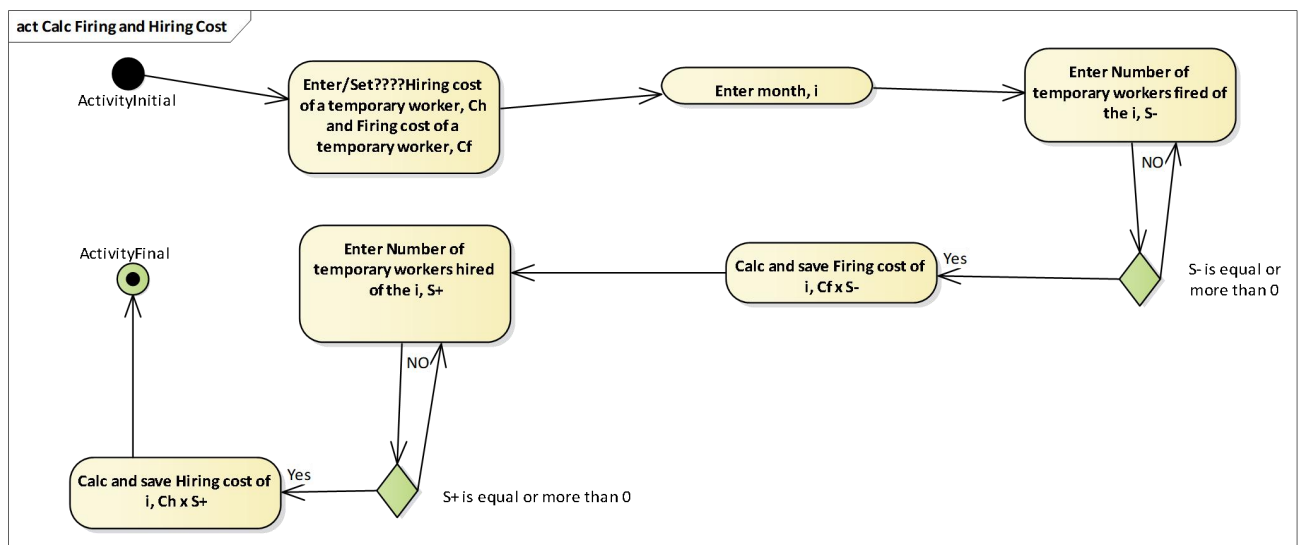 act Calc Firing and Hiring Cost
ActivityInitial
Enter/Set????Hiring cost
of a temporary worker, Ch
and Firing cost of a
temporary worker, Cf
Enter month, i
Enter Number of
temporary workers fired of
the i, S-
NO
S- is equal or
more than 0
Yes
Calc and save Firing cost of
i, Cf x S-
Enter Number of
temporary workers hired
of the i, S+
NO
S+ is equal or more than 0
Yes
Calc and save Hiring cost of
i, Ch x S+
ActivityFinal